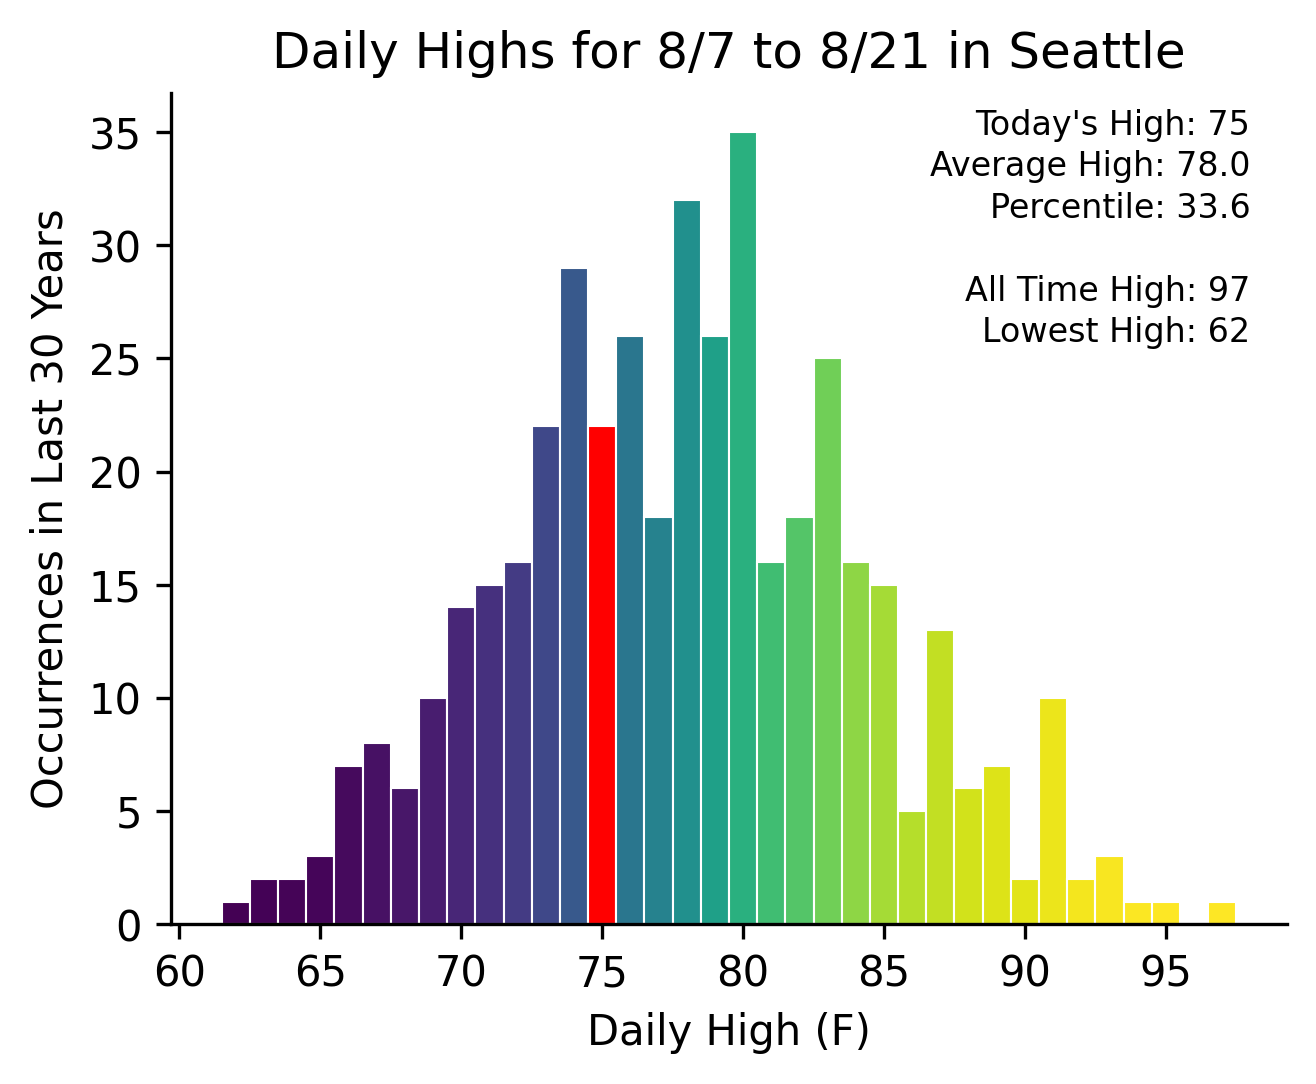 Daily Highs for 8/7 to 8/21 in Seattle
Today's High: 75
Average High: 78.0
Percentile: 33.6
All Time High: 97
Lowest High: 62
Occurrences in Last 30 Years
35
30
25
20
15
10
5
0
60 65 70 75 80 85 90 95
Daily High (F)